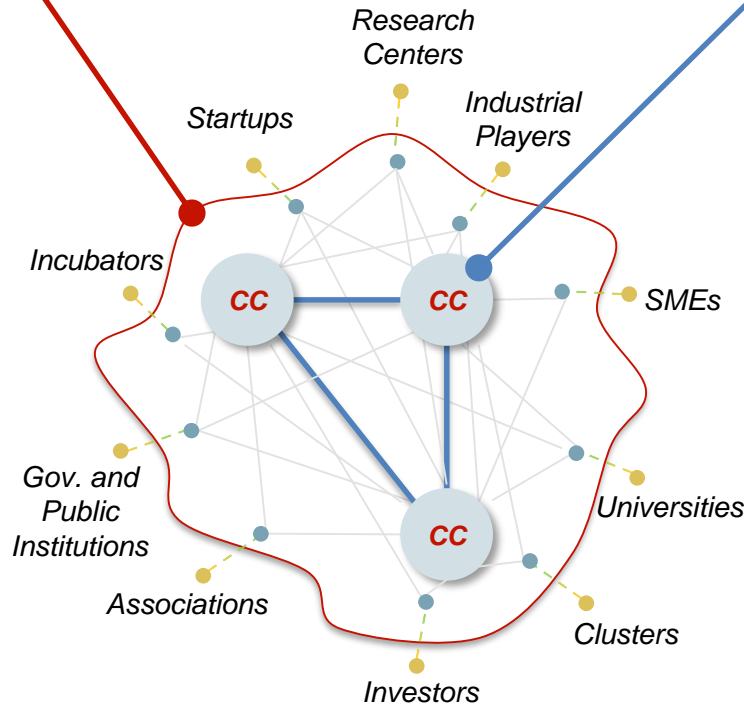 Research
Centers
Industrial
Players
Startups
Incubators
CC
CC
SMEs
Gov. and
Public
Institutions
Universities
CC
Associations
Clusters
Investors